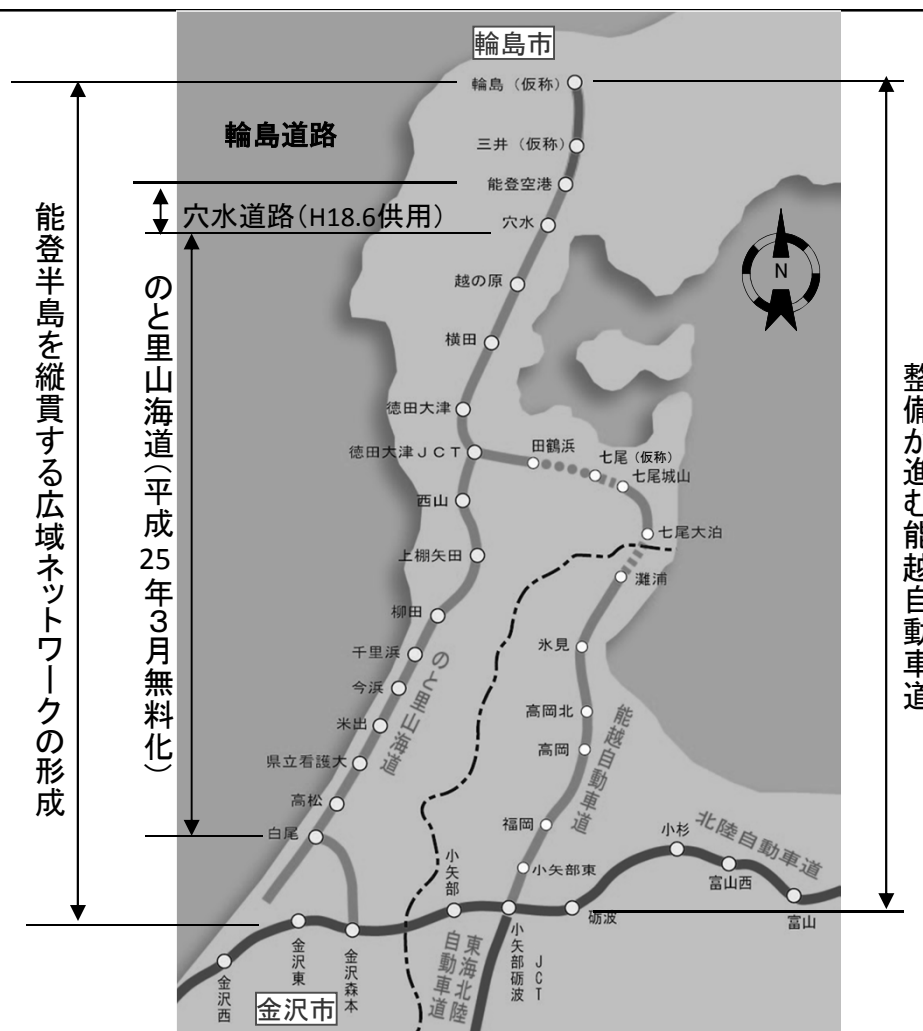 輪島市
輪島（仮称）
輪島道路
三井（仮称）
能登空港
穴水道路（H18.6供用）
穴水
越の原
横田
徳田大津
徳田大津JCT
田鶴浜
七尾（仮称）
七尾城山
七尾大泊
西山
上棚矢田
灘浦
柳田
氷見
千里浜
今浜
高岡北
米出
高岡
県立看護大
高松
福岡
白尾
小矢部東
小杉
富山西
富山
小矢部
砺波
小矢部砺波JCT
金沢森本
金沢東
金沢西
金沢市
のと里山海道
能越自動車道
北陸自動車道
東海北陸自動車道
N
能登半島を縦貫する広域ネットワークの形成
のと里山海道（平成25年３月無料化）
整備が進む能越自動車道